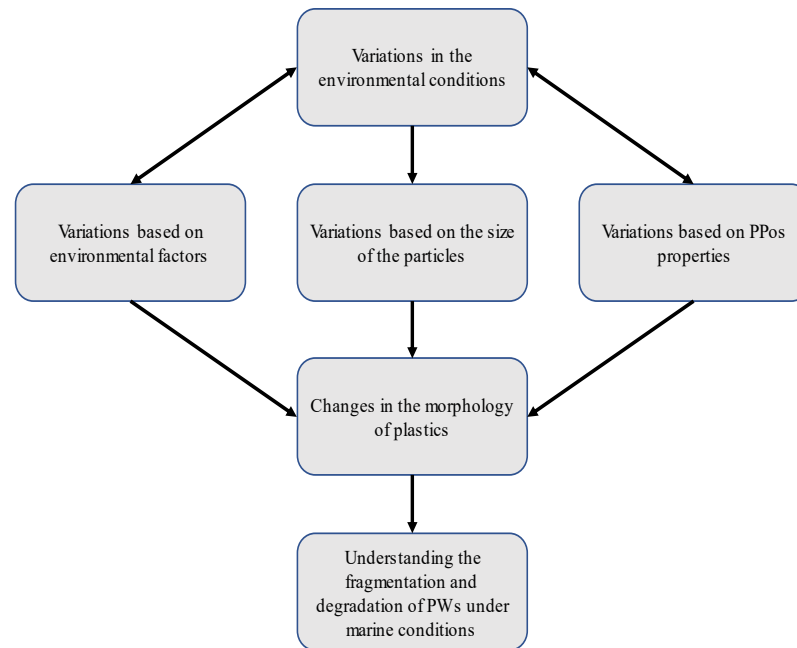 Variations in the
environmental conditions
Variations based on
environmental factors
Variations based on the size
of the particles
Variations based on PPos
properties
Changes in the morphology
of plastics
Understanding the
fragmentation and
degradation of PWs under
marine conditions